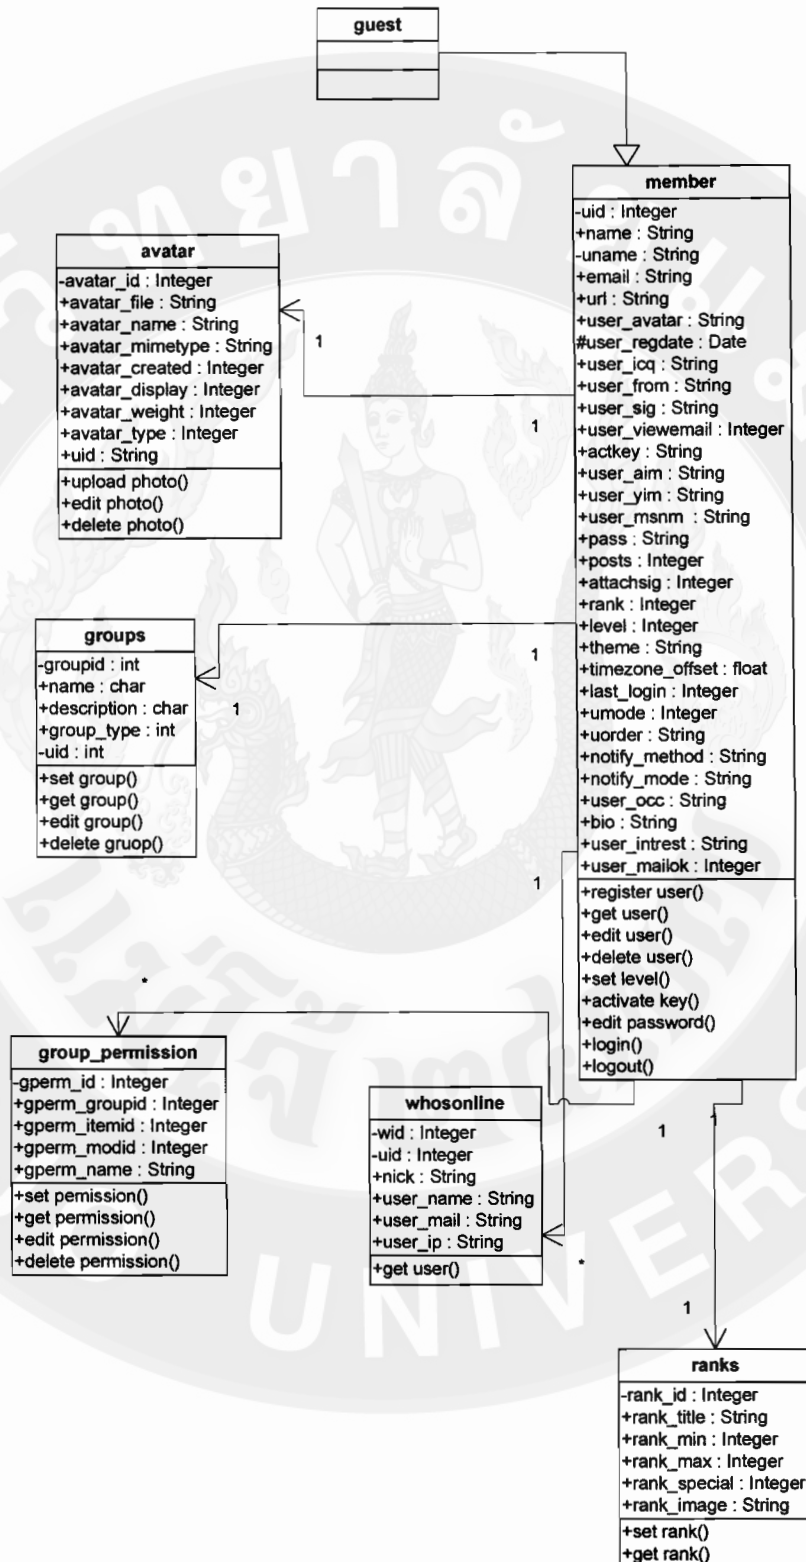 guest
member
-uid : Integer
+name : String
-uname : String
+email : String
+url : String
+user_avatar : String
#user_regdate : Date
+user_icq : String
+user_from : String
+user_sig : String
+user_viewemail : Integer
+actkey : String
+user_aim : String
+user_yim : String
+user_msnm : String
+pass : String
+posts : Integer
+attachsig : Integer
+rank : Integer
+level : Integer
+theme : String
+timezone_offset : float
+last_login : Integer
+umode : Integer
+uorder : String
+notify_method : String
+notify_mode : String
+user_occ : String
+bio : String
+user_intrest : String
+user_mailok : Integer
+register user()
+get user()
+edit user()
+delete user()
+set level()
+activate key()
+edit password()
+login()
+logout()
avatar
-avatar_id : Integer
+avatar_file : String
+avatar_name : String
+avatar_mimetype : String
+avatar_created : Integer
+avatar_display : Integer
+avatar_weight : Integer
+avatar_type : Integer
+uid : String
+upload photo()
+edit photo()
+delete photo()
1
1
groups
-groupid : int
+name : char
+description : char
+group_type : int
-uid : int
+set group()
+get group()
+edit group()
+delete gruop()
1
1
1
*
group_permission
-gperm_id : Integer
+gperm_groupid : Integer
+gperm_itemid : Integer
+gperm_modid : Integer
+gperm_name : String
+set pemission()
+get permission()
+edit permission()
+delete permission()
whosonline
-wid : Integer
-uid : Integer
+nick : String
+user_name : String
+user_mail : String
+user_ip : String
+get user()
*
1
1
1
ranks
-rank_id : Integer
+rank_title : String
+rank_min : Integer
+rank_max : Integer
+rank_special : Integer
+rank_image : String
+set rank()
+get rank()
UNIVER